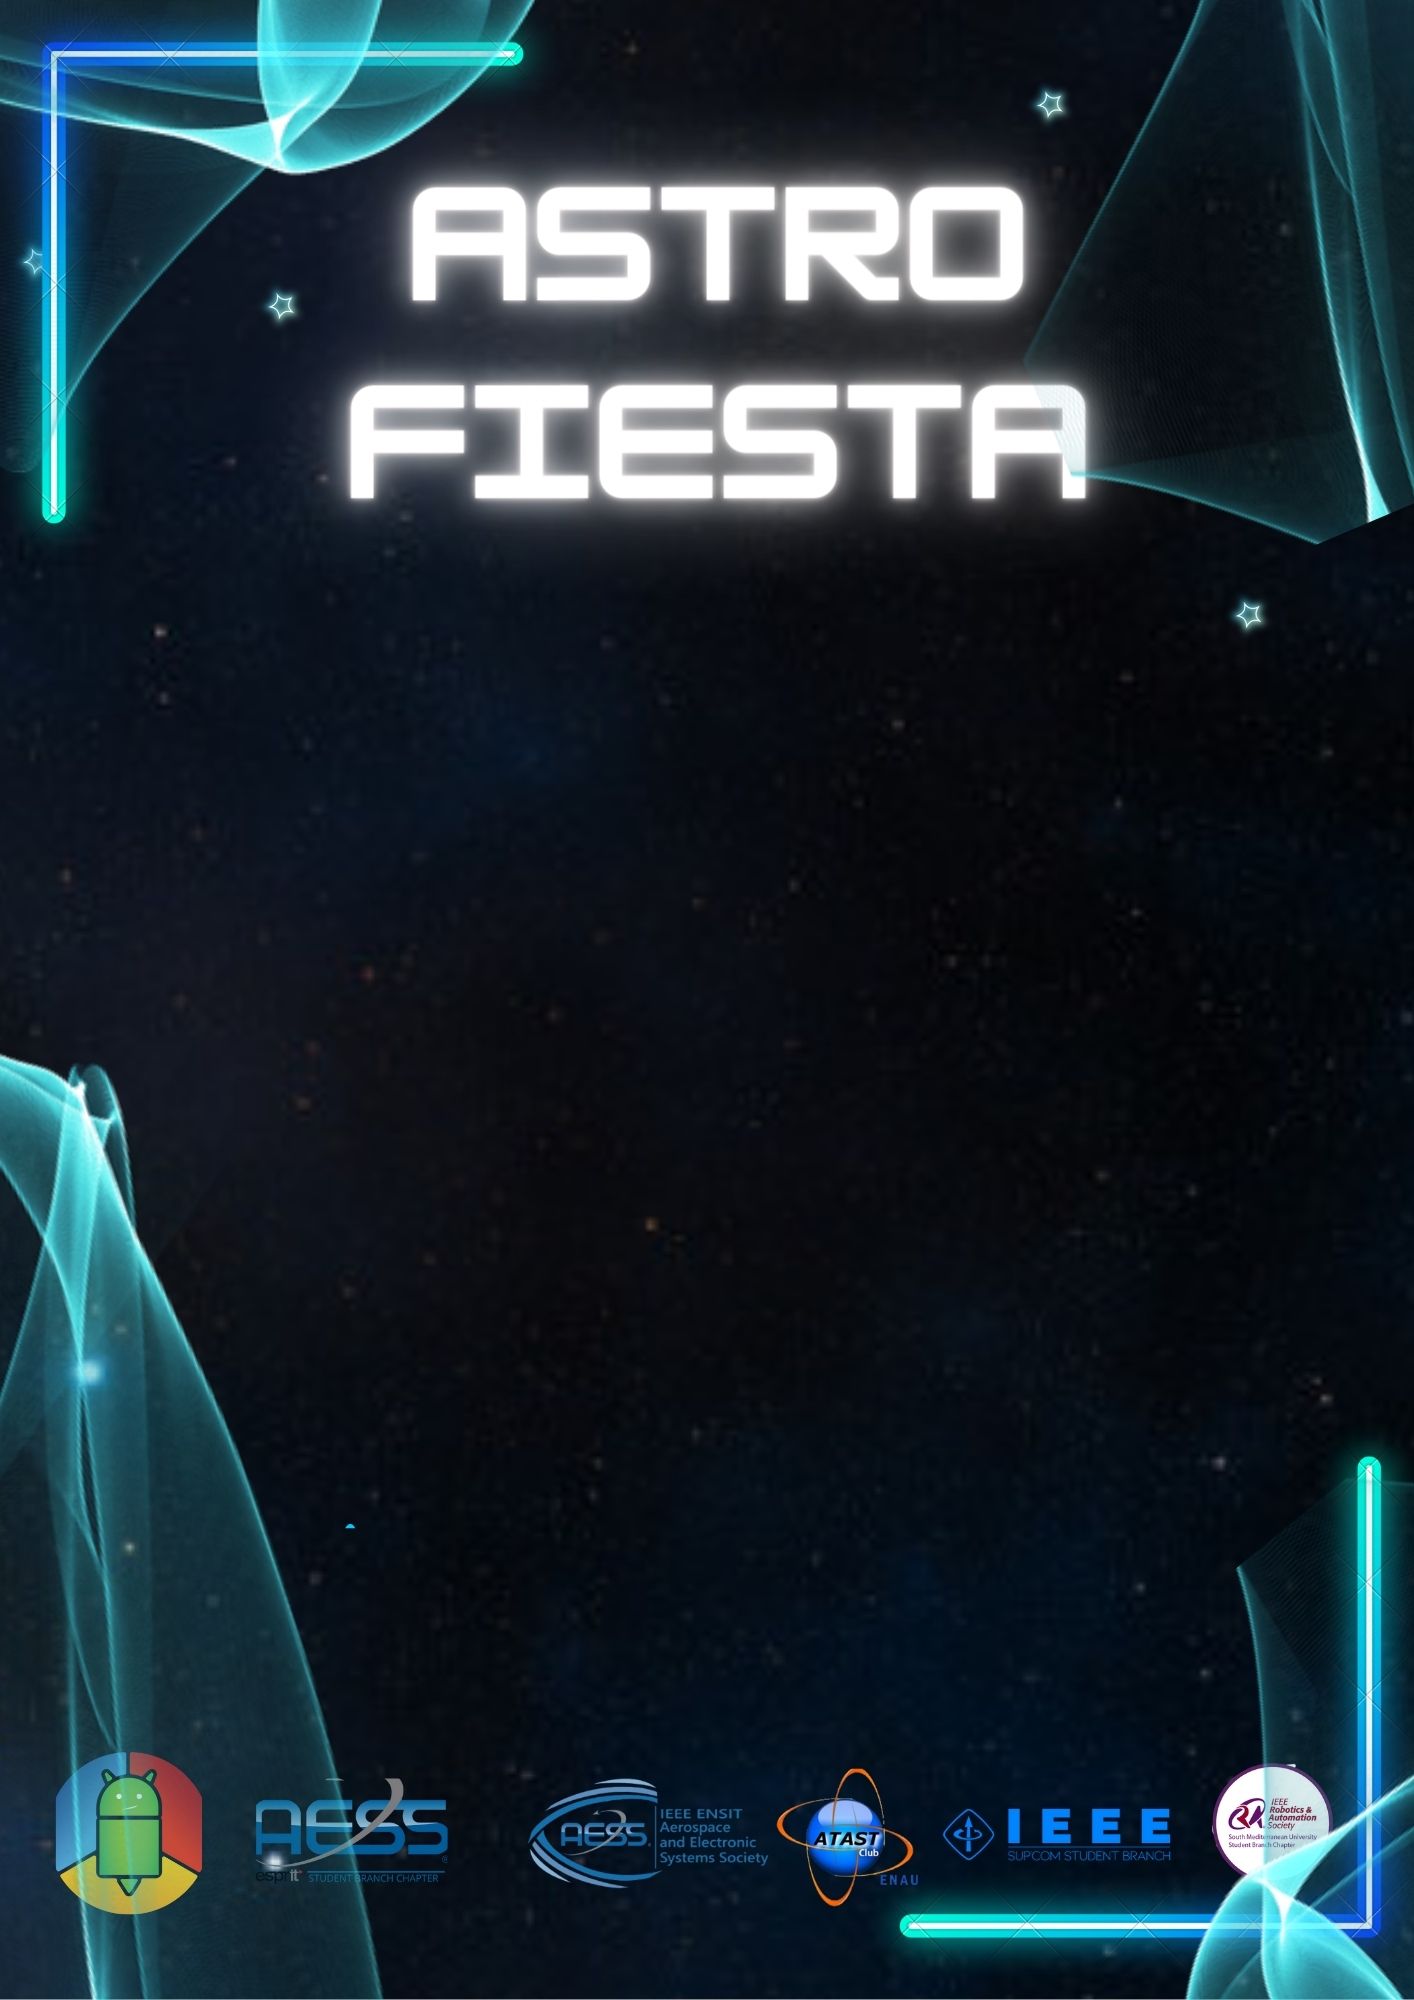 ASTRO
FIESTA
AESS
esprit STUDENT BRANCH CHAPTER
AESS
IEEE ENSIT
Aerospace
and Electronic
Systems Society
ATAST
Club
ENAU
IEEE
SUPCOM STUDENT BRANCH
IEEE
Robotics &
Automation
Society
South Mediterranean University
Student Branch Chapter